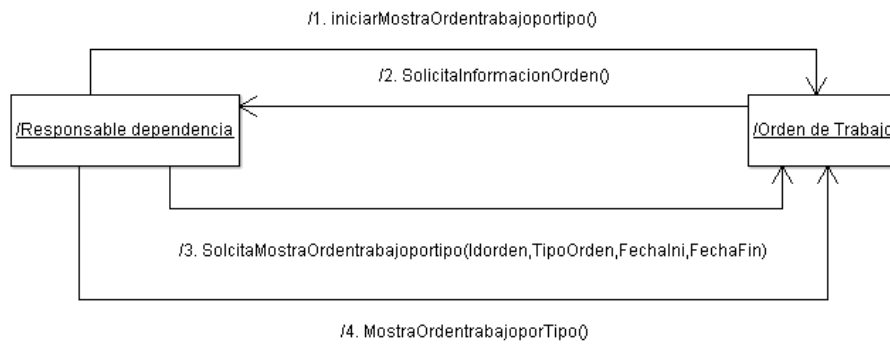 /1. iniciarMostraOrdentrabajoportipo()
/2. SolicitaInformacionOrden()
/Responsable dependencia
/Orden de Trabajo
/3. SolcitaMostraOrdentrabajoportipo(Idorden,TipoOrden,FechaIni,FechaFin)
/4. MostraOrdentrabajoporTipo()